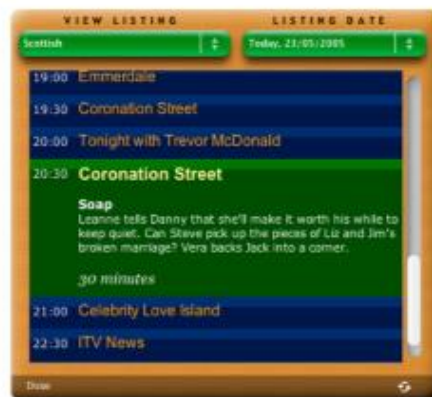 VIEW LISTING LISTING DATE
Scottish Today, 23/05/2005
19:00 Emmerdale
19:30 Coronation Street
20:00 Tonight with Trevor McDonald
20:30 Coronation Street
Soap
Leanne tells Danny that she'll make it worth his while to
keep quiet. Can Steve pick up the pieces of Liz and Jim's
broken marriage? Vera backs Jack into a corner.
30 minutes
21:00 Celebrity Love Island
22:30 ITV News
Done